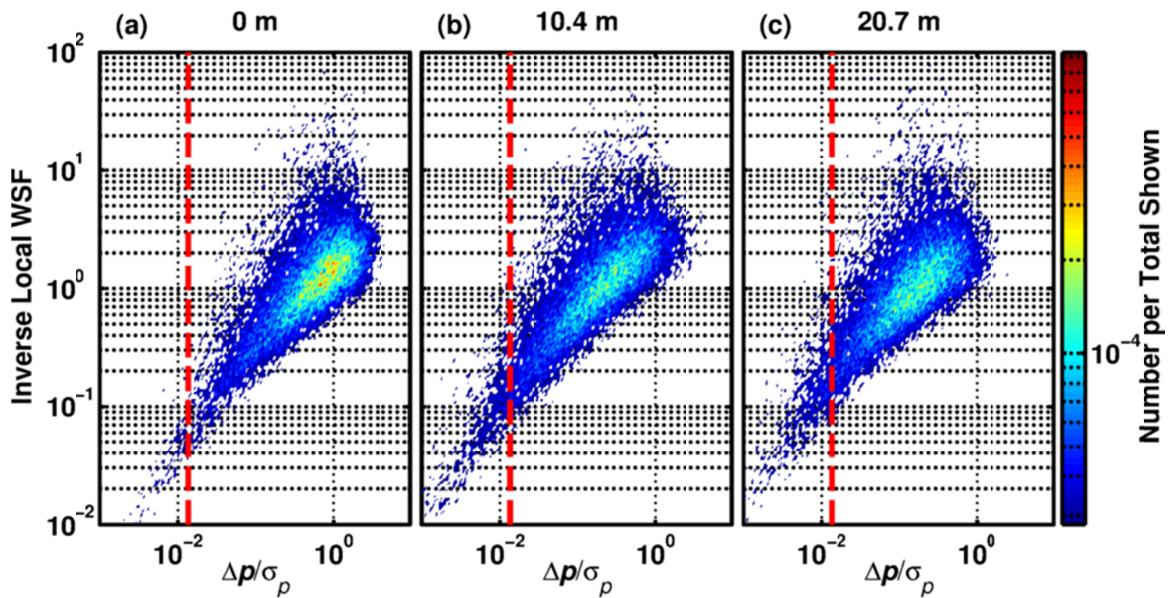 (a) 0 m
(b) 10.4 m
(c) 20.7 m
Inverse Local WSF
10²
10¹
10⁰
10⁻¹
10⁻²
10⁻² 10⁰
10⁻² 10⁰
10⁻² 10⁰
Δp/σₚ
Δp/σₚ
Δp/σₚ
10⁻⁴
Number per Total Shown